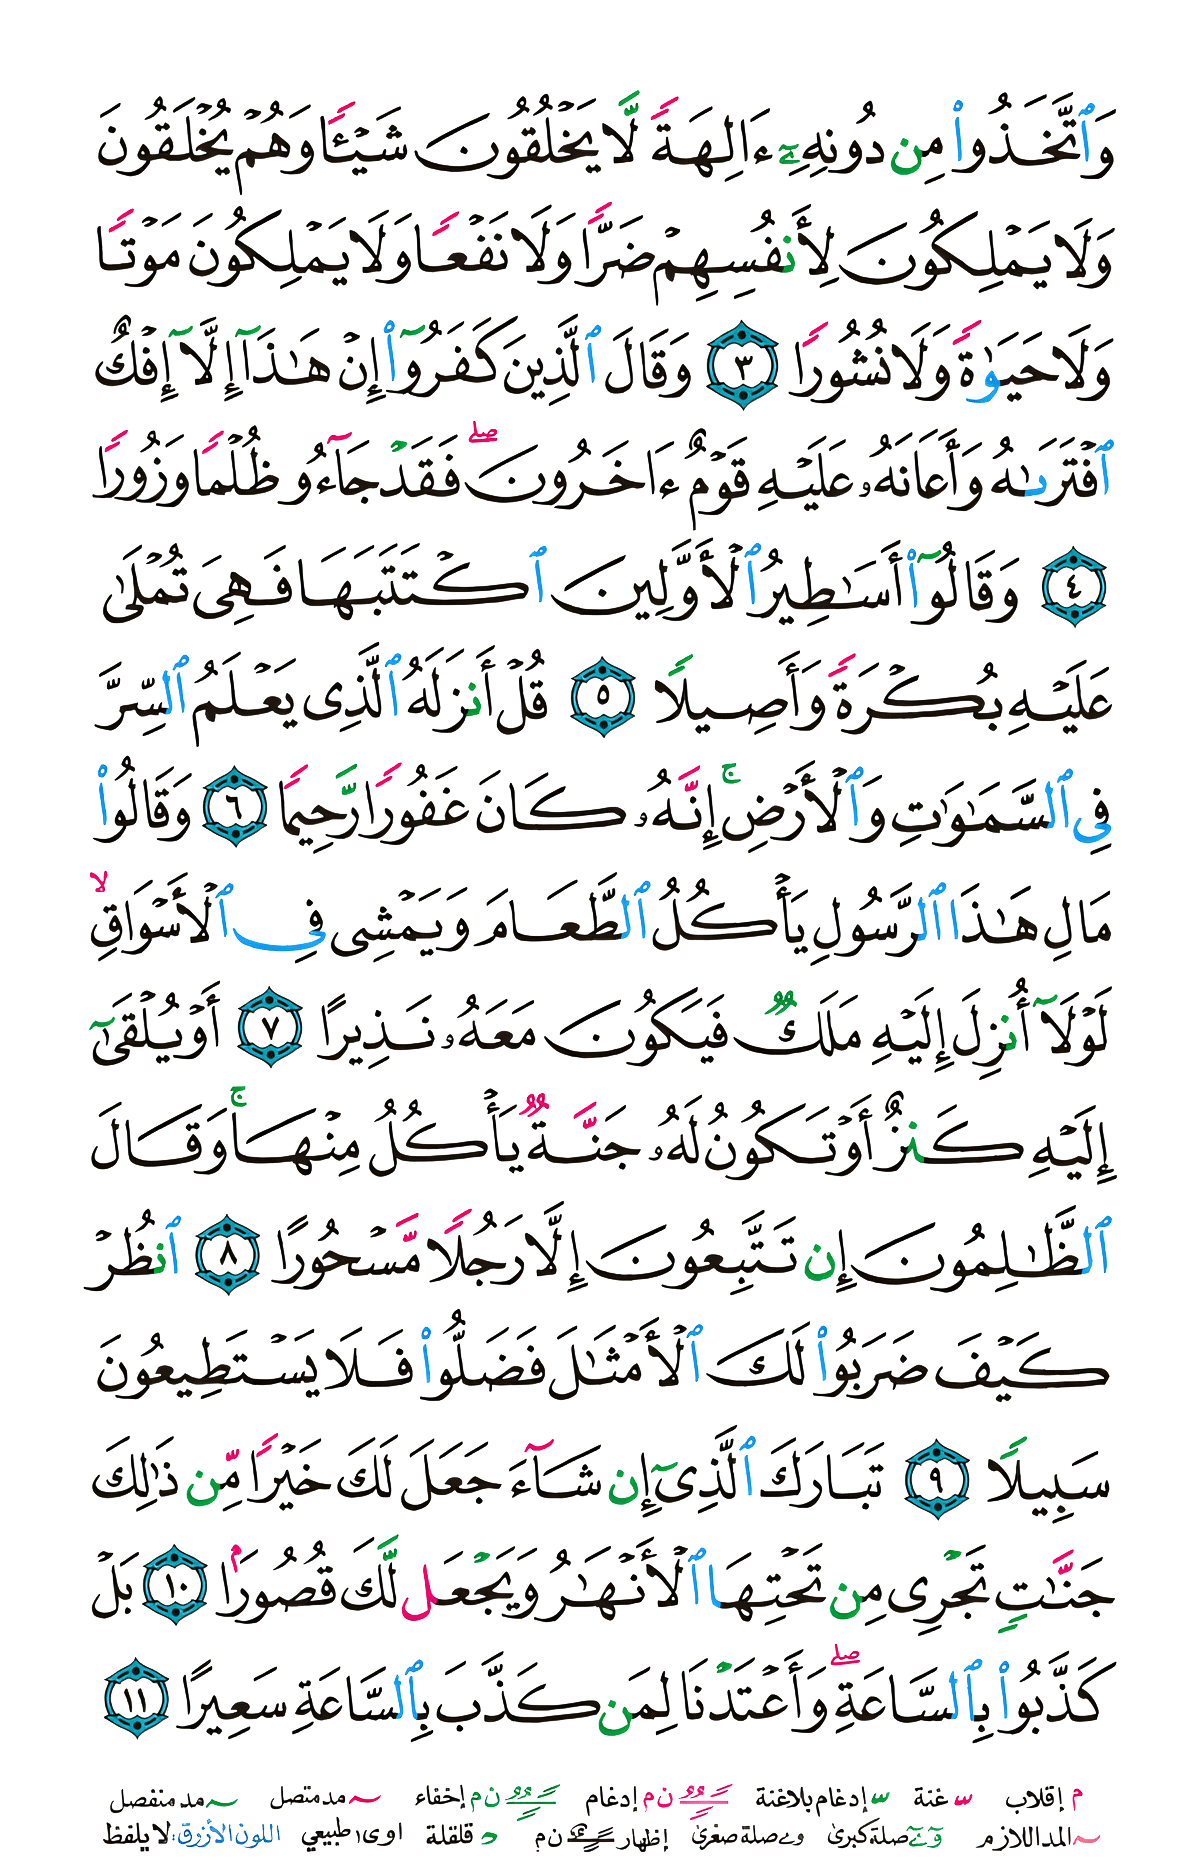 وَٱتَّخَذُوا۟ مِن دُونِهِۦٓ ءَالِهَةً لَّا يَخْلُقُونَ شَيْـًٔا وَهُمْ يُخْلَقُونَ
وَلَا يَمْلِكُونَ لِأَنفُسِهِمْ ضَرًّا وَلَا نَفْعًا وَلَا يَمْلِكُونَ مَوْتًا
وَلَا حَيَوٰةً وَلَا نُشُورًا ٣ وَقَالَ ٱلَّذِينَ كَفَرُوٓا۟ إِنْ هَـٰذَآ إِلَّآ إِفْكٌ
ٱفْتَرَىٰهُ وَأَعَانَهُۥ عَلَيْهِ قَوْمٌ ءَاخَرُونَ ۖ فَقَدْ جَآءُو ظُلْمًا وَزُورًا
٤ وَقَالُوٓا۟ أَسَـٰطِيرُ ٱلْأَوَّلِينَ ٱكْتَتَبَهَا فَهِىَ تُمْلَىٰ
عَلَيْهِ بُكْرَةً وَأَصِيلًا ٥ قُلْ أَنزَلَهُ ٱلَّذِى يَعْلَمُ ٱلسِّرَّ
فِى ٱلسَّمَـٰوَٰتِ وَٱلْأَرْضِ ۚ إِنَّهُۥ كَانَ غَفُورًا رَّحِيمًا ٦ وَقَالُوا۟
مَالِ هَـٰذَا ٱلرَّسُولِ يَأْكُلُ ٱلطَّعَامَ وَيَمْشِى فِى ٱلْأَسْوَاقِ ۙ
لَوْلَآ أُنزِلَ إِلَيْهِ مَلَكٌ فَيَكُونَ مَعَهُۥ نَذِيرًا ٧ أَوْ يُلْقَىٰٓ
إِلَيْهِ كَنزٌ أَوْ تَكُونُ لَهُۥ جَنَّةٌ يَأْكُلُ مِنْهَا ۚ وَقَالَ
ٱلظَّـٰلِمُونَ إِن تَتَّبِعُونَ إِلَّا رَجُلًا مَّسْحُورًا ٨ ٱنظُرْ
كَيْفَ ضَرَبُوا۟ لَكَ ٱلْأَمْثَـٰلَ فَضَلُّوا۟ فَلَا يَسْتَطِيعُونَ
سَبِيلًا ٩ تَبَارَكَ ٱلَّذِىٓ إِن شَآءَ جَعَلَ لَكَ خَيْرًا مِّن ذَٰلِكَ
جَنَّـٰتٍ تَجْرِى مِن تَحْتِهَا ٱلْأَنْهَـٰرُ وَيَجْعَل لَّكَ قُصُورًۢا ١٠ بَلْ
كَذَّبُوا۟ بِٱلسَّاعَةِ ۖ وَأَعْتَدْنَا لِمَن كَذَّبَ بِٱلسَّاعَةِ سَعِيرًا ١١
م إقلاب ّ غنة ّ إدغام بلاغنة ن م إدغام ن م إخفاء ~ مد متصل ~ مد منفصل
~ المد اللازم صلة كبرى و ے صلة صغرى إظهار ن م قلقلة اوى طبيعي اللون الأزرق: لا يلفظ